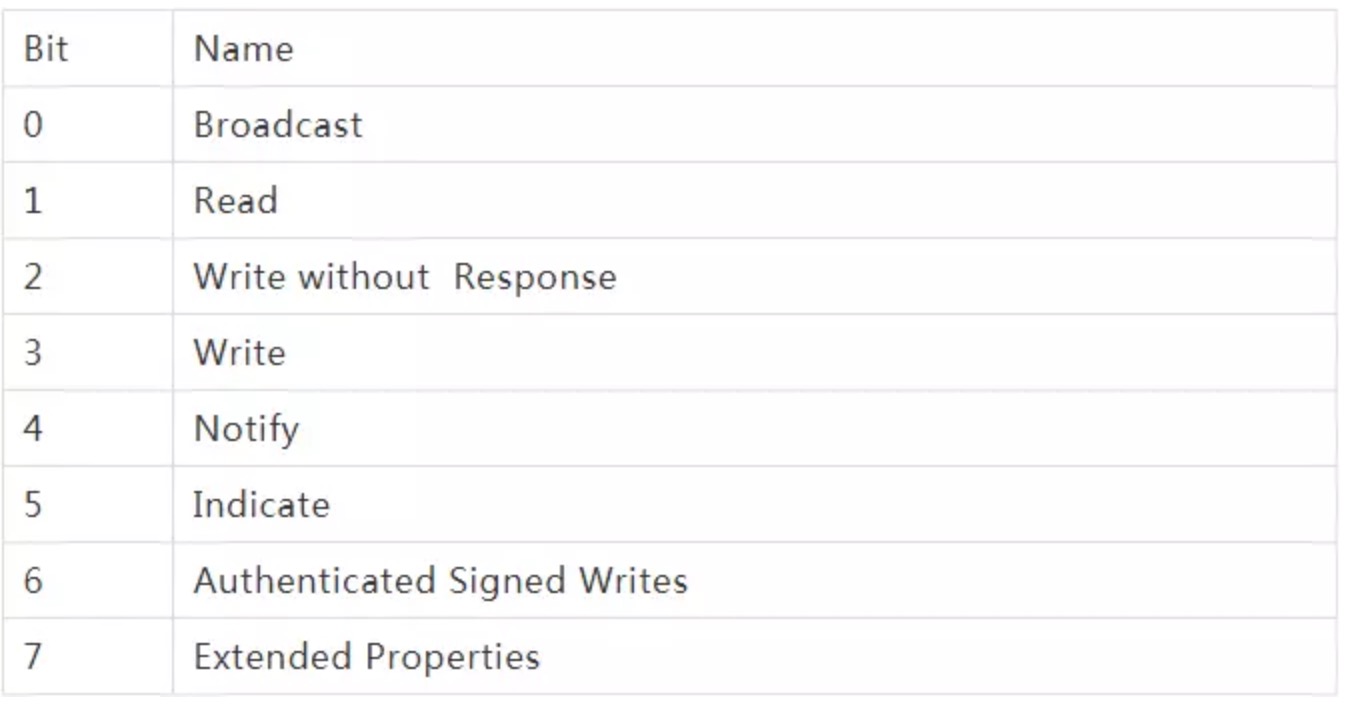 Bit Name
0 Broadcast
1 Read
2 Write without  Response
3 Write
4 Notify
5 Indicate
6 Authenticated Signed Writes
7 Extended Properties